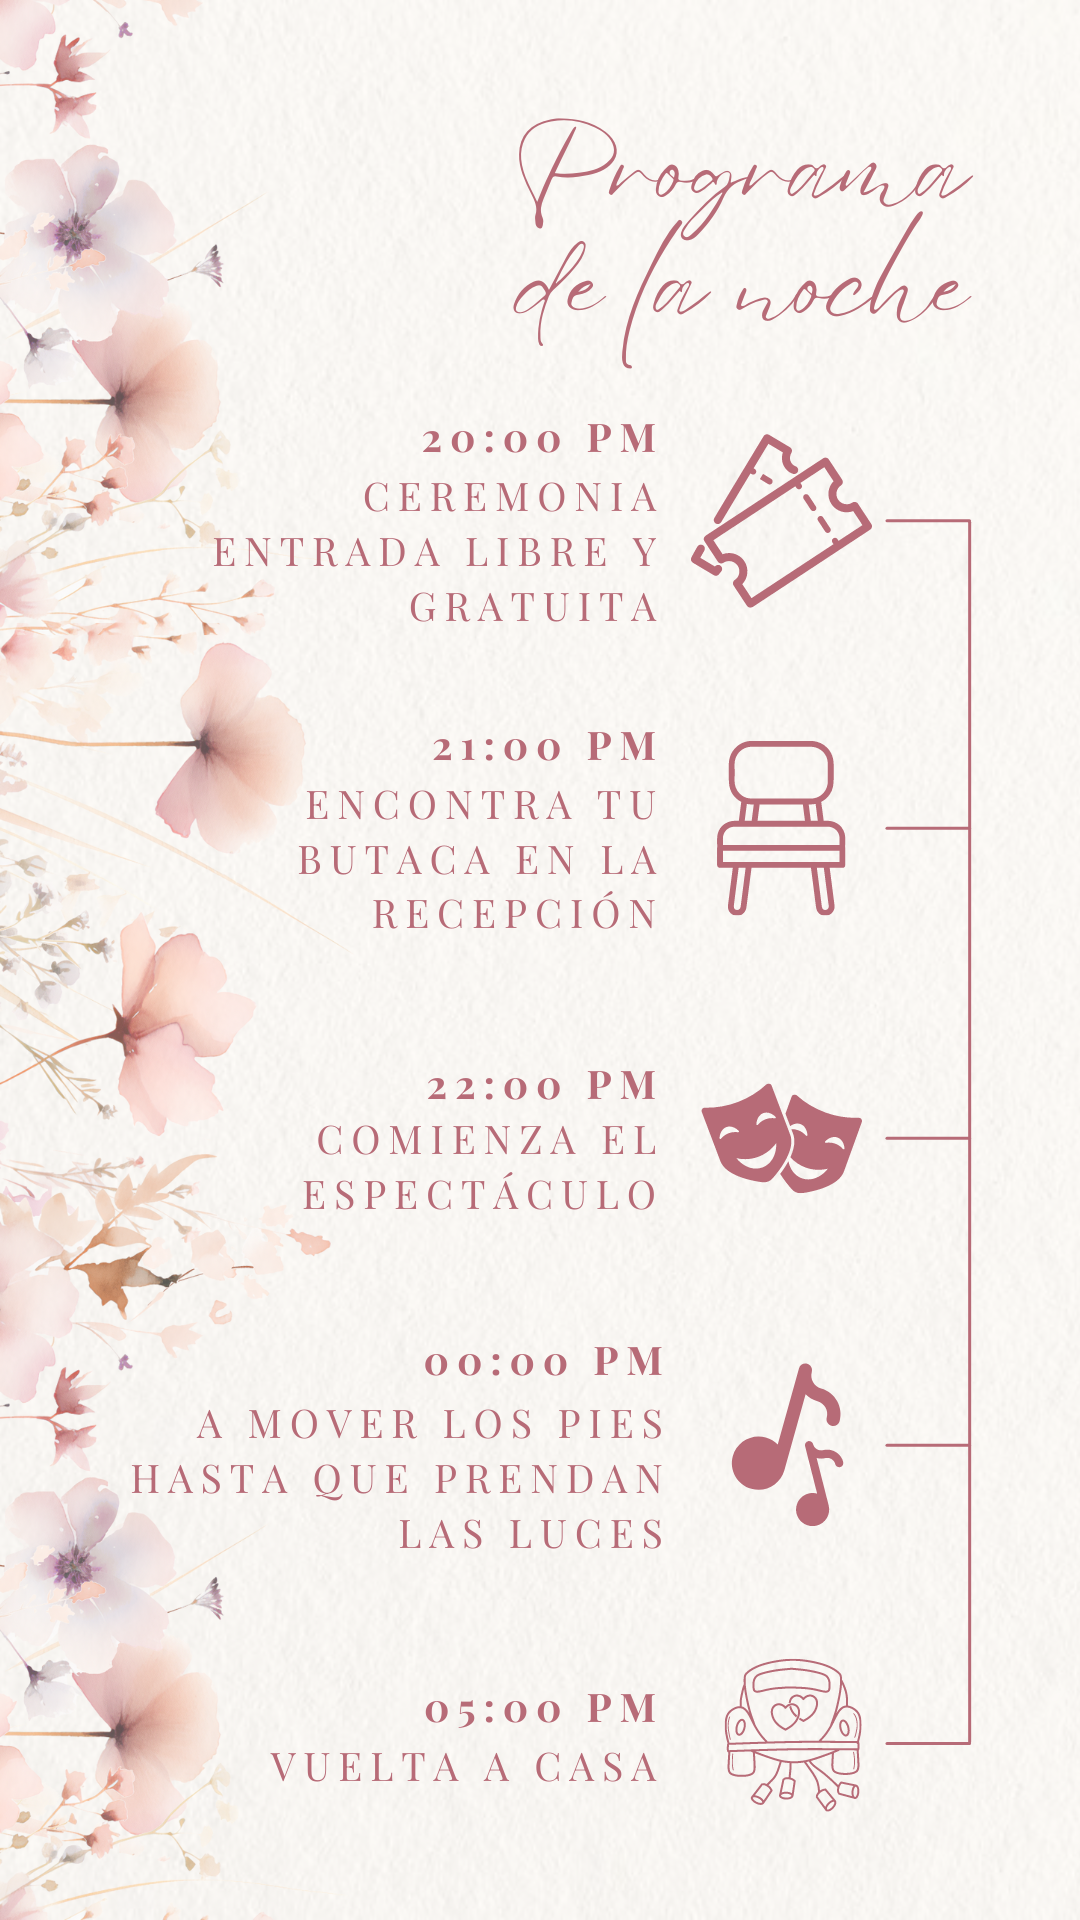 Programa
de la noche
20:00 PM
CEREMONIA
ENTRADA LIBRE Y
GRATUITA
21:00 PM
ENCONTRA TU
BUTACA EN LA
RECEPCIÓN
22:00 PM
COMIENZA EL
ESPECTÁCULO
00:00 PM
A MOVER LOS PIES
HASTA QUE PRENDAN
LAS LUCES
05:00 PM
VUELTA A CASA